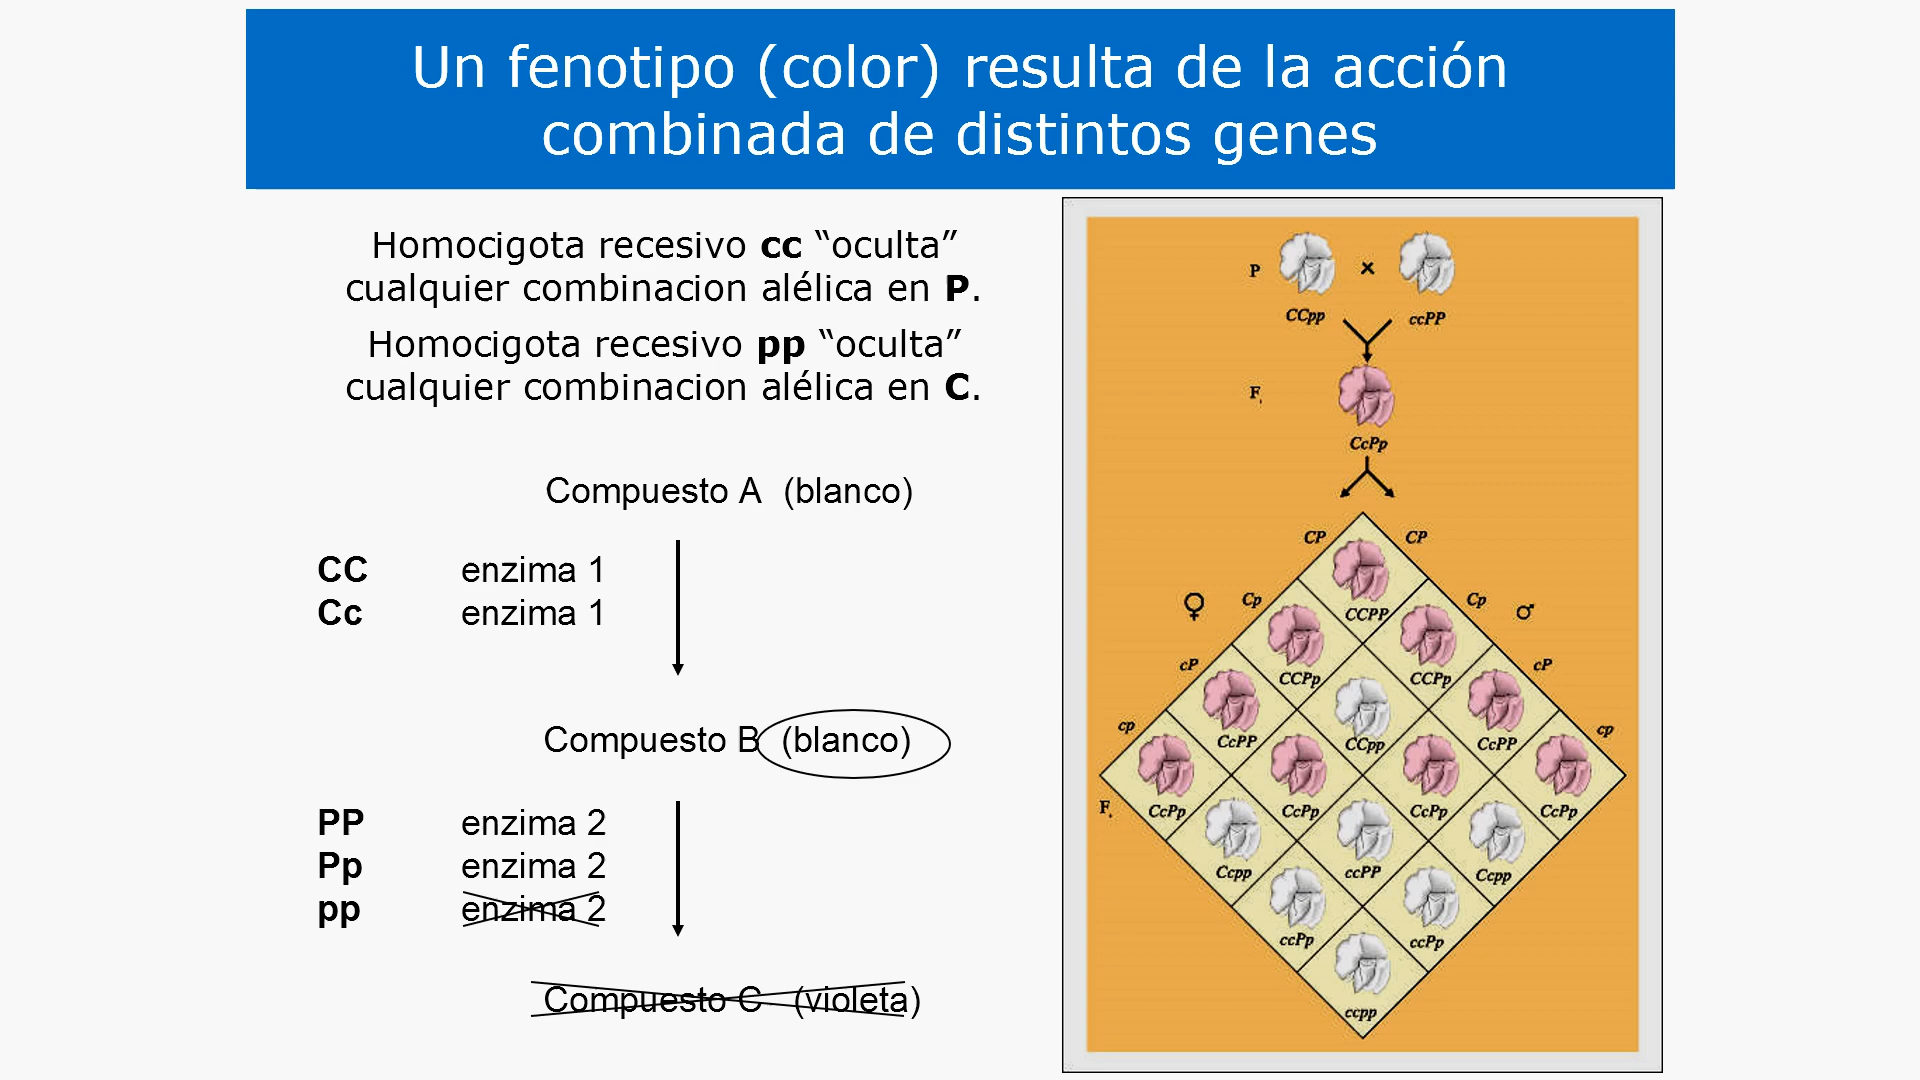 Un fenotipo (color) resulta de la acción
combinada de distintos genes
Homocigota recesivo cc “oculta”
cualquier combinacion alélica en P.
Homocigota recesivo pp “oculta”
cualquier combinacion alélica en C.
Compuesto A (blanco)
CC enzima 1
Cc enzima 1
Compuesto B (blanco)
PP enzima 2
Pp enzima 2
pp enzima 2
Compuesto C (violeta)
P ×
CCpp ccPP
F
CcPp
CP CP
CCPP
♀ Cp Cp ♂
CCPp CCPp
cP cP
CcPP CCpp CcPP
cp cp
F
CcPp CcPp CcPp CcPp
Ccpp ccPP Ccpp
ccPp ccPp
ccpp